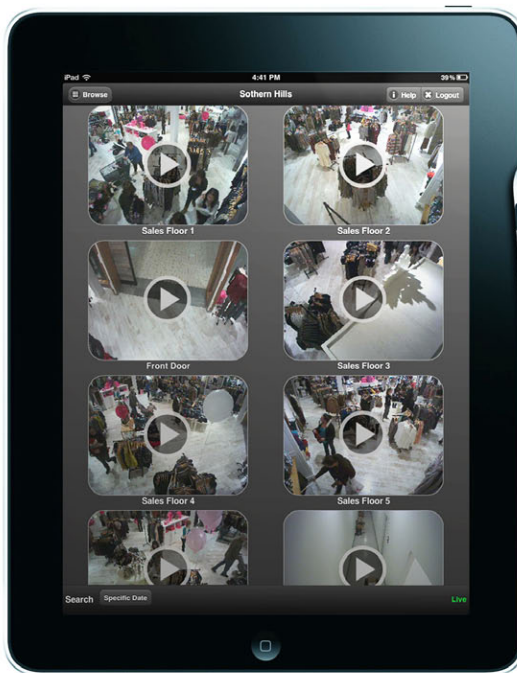 iPad 4:41 PM 39%
Browse Sothern Hills i Help Logout
Sales Floor 1 Sales Floor 2
Front Door Sales Floor 3
Sales Floor 4 Sales Floor 5
Search Specific Date Live